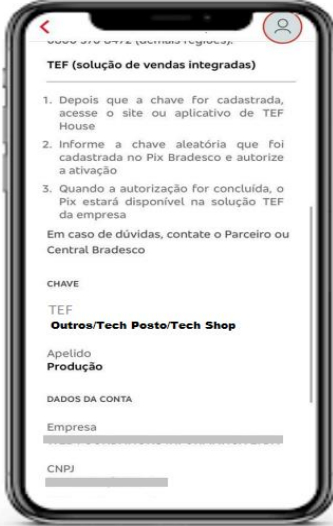 TEF (solução de vendas integradas)
1. Depois que a chave for cadastrada,
acesse o site ou aplicativo de TEF
House
2. Informe a chave aleatória que foi
cadastrada no Pix Bradesco e autorize
a ativação
3. Quando a autorização for concluída, o
Pix estará disponível na solução TEF
da empresa
Em caso de dúvidas, contate o Parceiro ou
Central Bradesco
CHAVE
TEF
Outros/Tech Posto/Tech Shop
Apelido
Produção
DADOS DA CONTA
Empresa
CNPJ